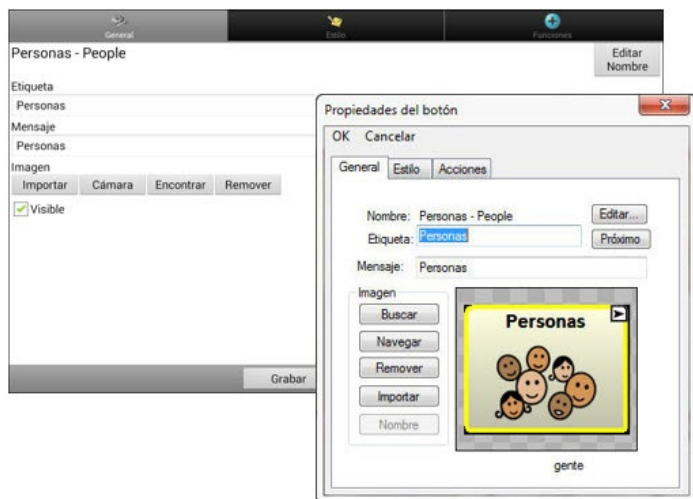 General
Estilo
Funciones
Personas - People
Editar
Nombre
Etiqueta
Personas
Mensaje
Personas
Imagen
Importar Cámara Encontrar Remover
Visible
Grabar
Propiedades del botón
OK Cancelar
General Estilo Acciones
Nombre: Personas - People Editar...
Etiqueta: Personas Próximo
Mensaje: Personas
Imagen
Buscar
Navegar
Remover
Importar
Nombre
Personas
gente